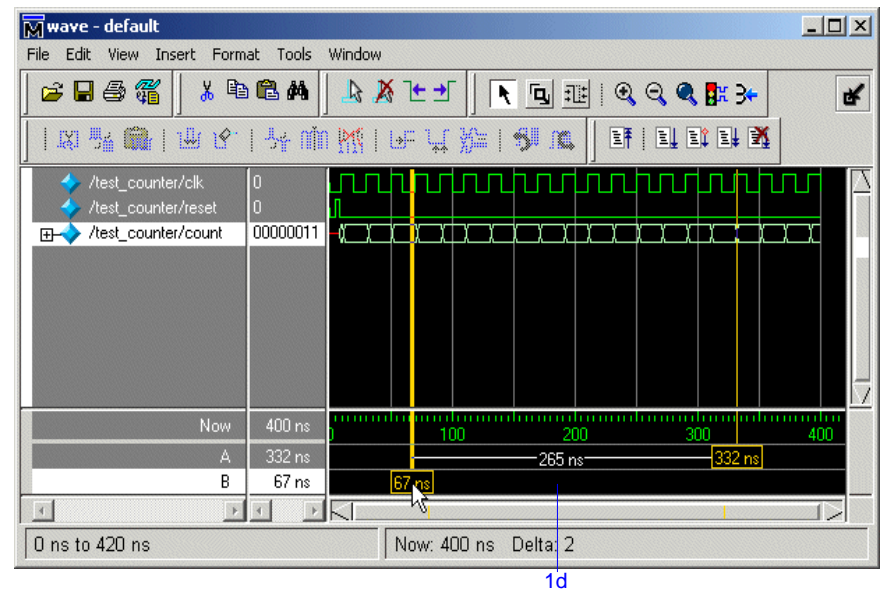 wave - default
File Edit View Insert Format Tools Window
/test_counter/clk 0
/test_counter/reset 0
/test_counter/count 00000011
Now 400 ns
100 200 300 400
A 332 ns
265 ns 332 ns
B 67 ns
67 ns
0 ns to 420 ns
Now: 400 ns Delta: 2
1d